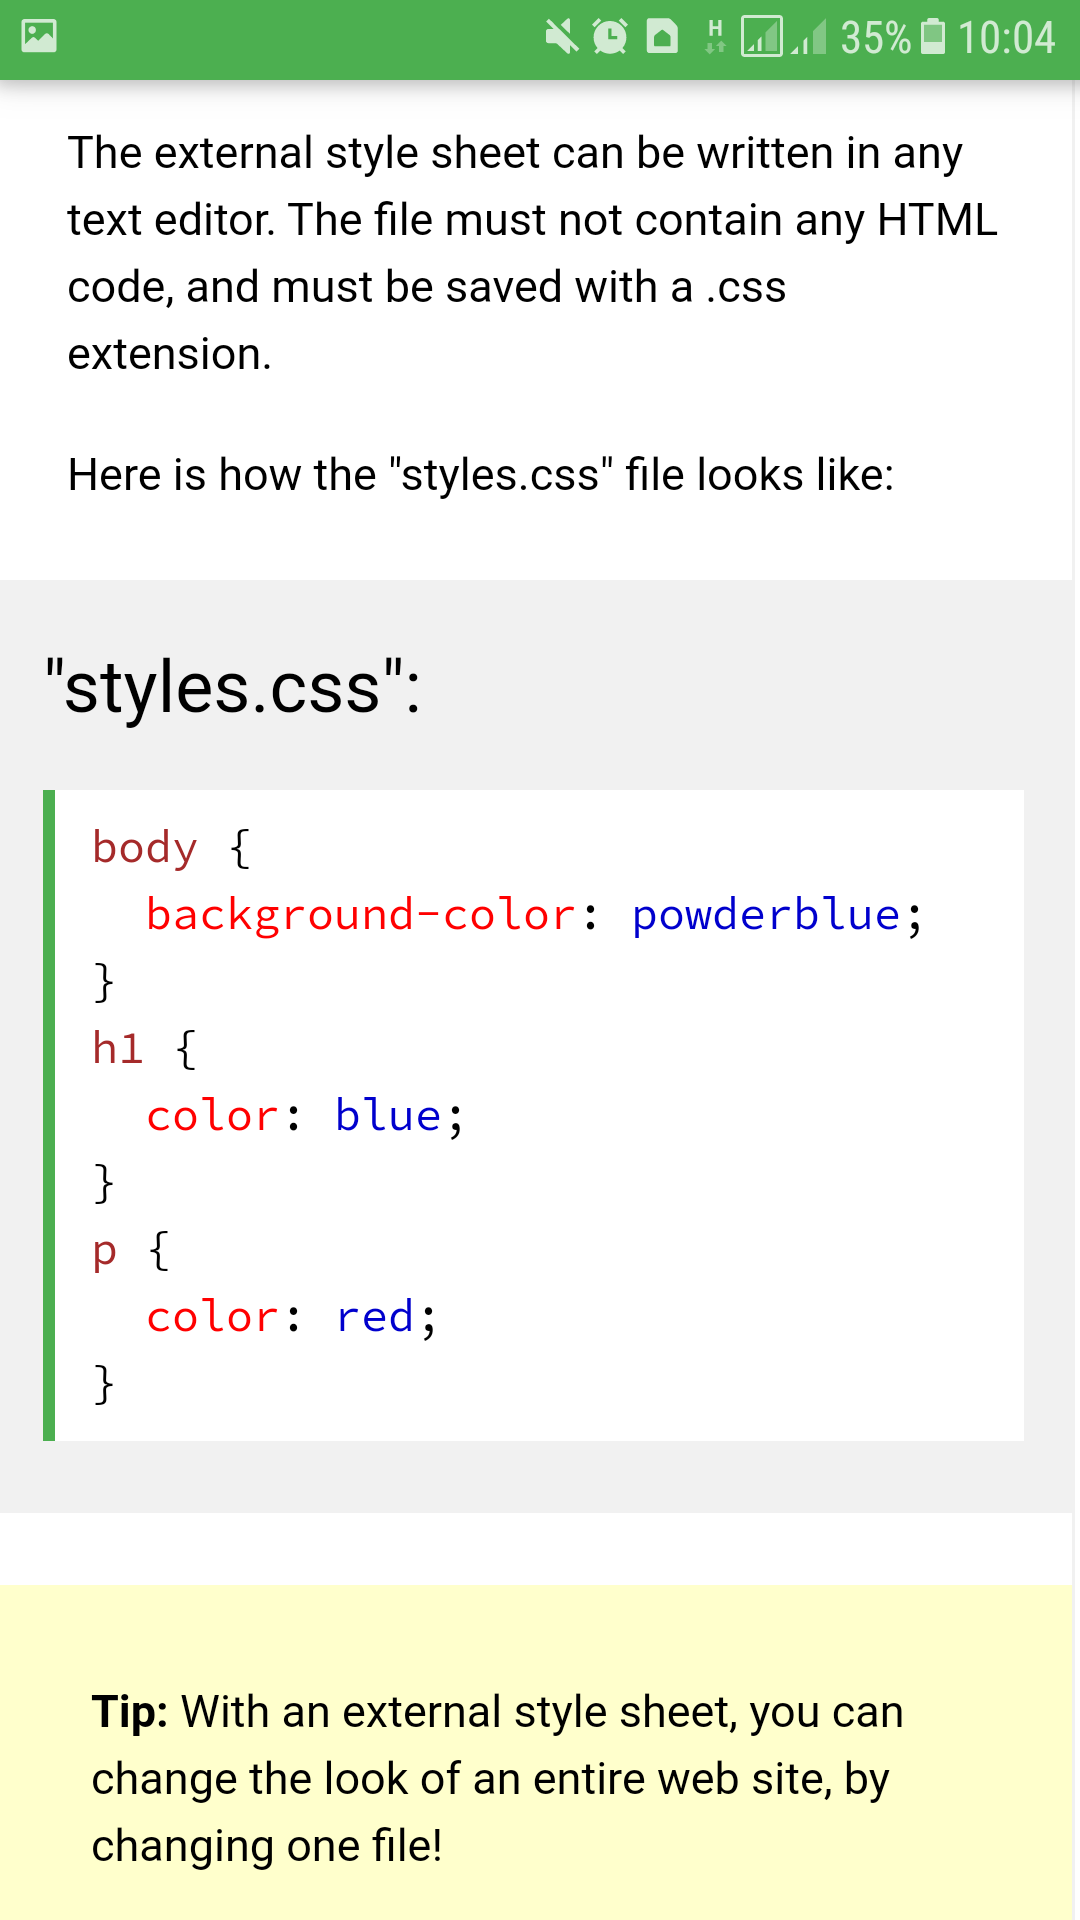 H 35% 10:04
The external style sheet can be written in any
text editor. The file must not contain any HTML
code, and must be saved with a .css
extension.
Here is how the "styles.css" file looks like:
"styles.css":
body {
  background-color: powderblue;
}
h1 {
  color: blue;
}
p {
  color: red;
}
Tip: With an external style sheet, you can
change the look of an entire web site, by
changing one file!